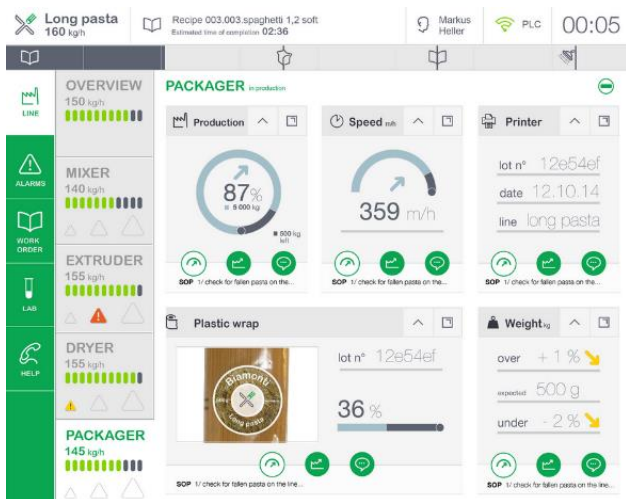 Long pasta
160 kg/h
Recipe 003.003.spaghetti 1,2 soft
Estimated time of completion 02:36
Markus
Heller
PLC
00:05
LINE
ALARMS
WORK
ORDER
LAB
HELP
OVERVIEW
150 kg/h
MIXER
140 kg/h
EXTRUDER
155 kg/h
DRYER
155 kg/h
PACKAGER
145 kg/h
PACKAGER in production
Production
87%
9 000 kg
500 kg
left
SOP 1/ check for fallen pasta on the...
Speed m/h
359 m/h
SOP 1/ check for fallen pasta on the...
Printer
lot n° 12e54ef
date 12.10.14
line long pasta
SOP 1/ check for fallen pasta on the...
Plastic wrap
Biamonti
Long pasta
lot n° 12e54ef
36 %
SOP 1/ check for fallen pasta on the line...
Weight kg
over + 1 %
expected 500 g
under - 2 %
SOP 1/ check for fallen pasta on the line...